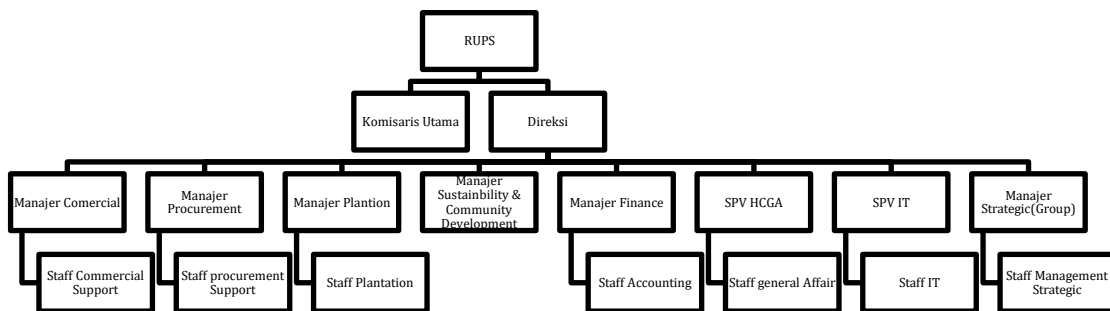 RUPS
Komisaris Utama
Direksi
Manajer Comercial
Manajer
Procurement
Manajer Plantion
Manajer
Sustainbility &
Community
Development
Manajer Finance
SPV HCGA
SPV IT
Manajer
Strategic(Group)
Staff Commercial
Support
Staff procurement
Support
Staff Plantation
Staff Accounting
Staff general Affair
Staff IT
Staff Management
Strategic